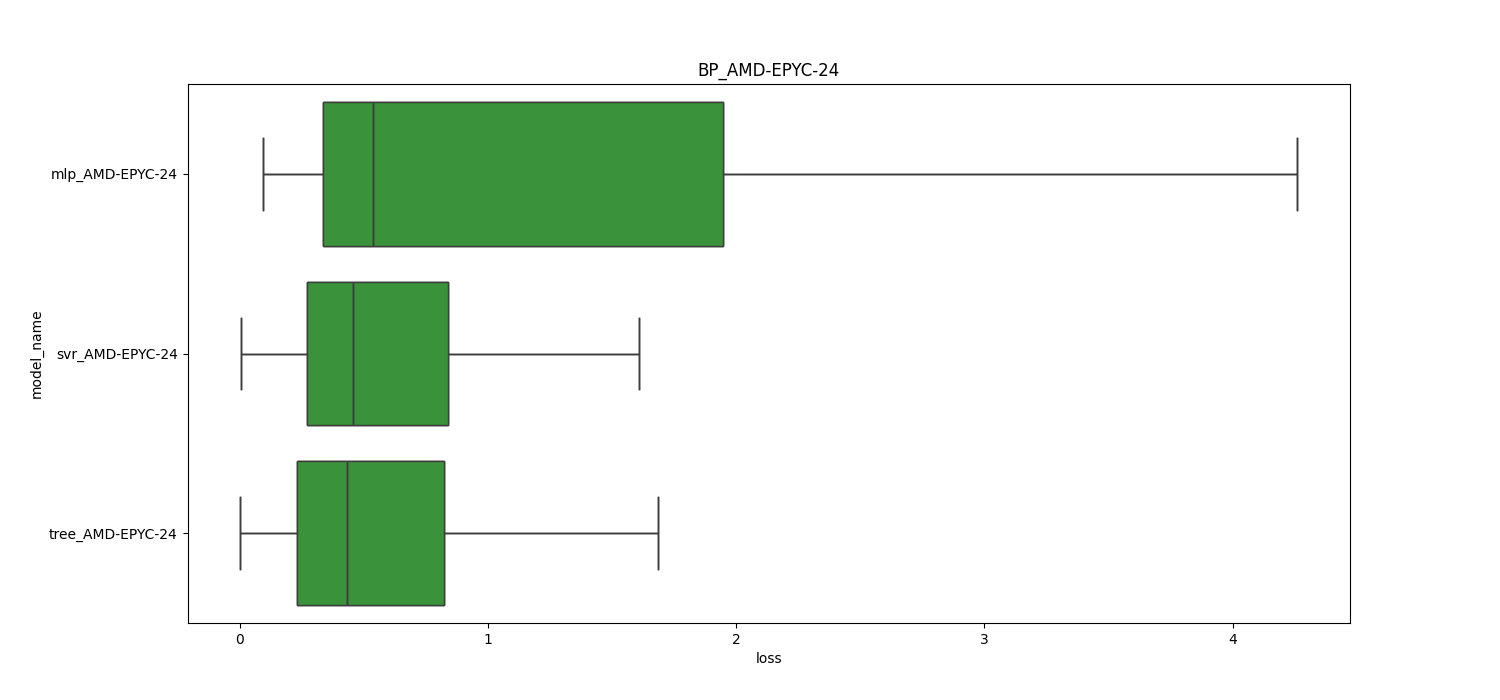 BP_AMD-EPYC-24
mlp_AMD-EPYC-24
svr_AMD-EPYC-24
tree_AMD-EPYC-24
model_name
0 1 2 3 4
loss